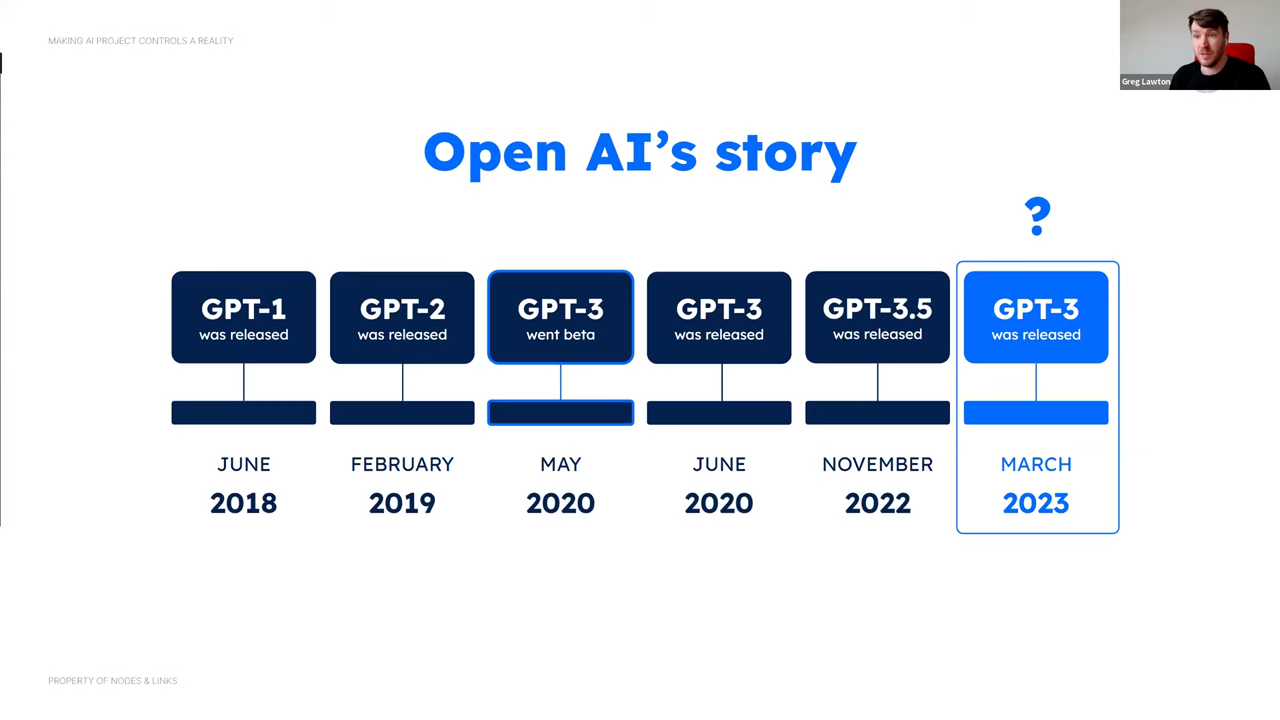 MAKING AI PROJECT CONTROLS A REALITY
Greg Lawton
Open AI’s story
?
GPT-1
was released
GPT-2
was released
GPT-3
went beta
GPT-3
was released
GPT-3.5
was released
GPT-3
was released
JUNE
2018
FEBRUARY
2019
MAY
2020
JUNE
2020
NOVEMBER
2022
MARCH
2023
PROPERTY OF NODES & LINKS